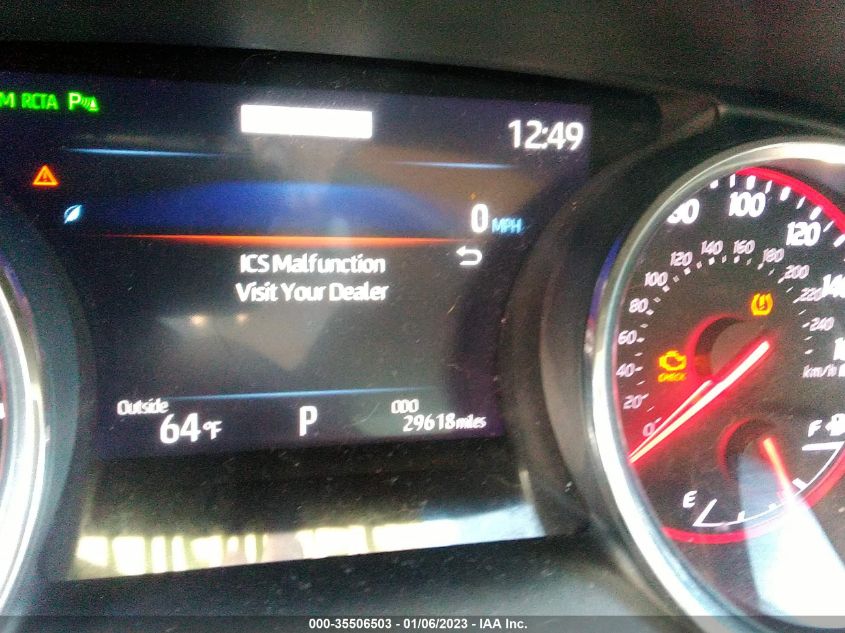 M RCTA P
12:49
0 MPH
ICS Malfunction
Visit Your Dealer
Outside
64°F
P
ODO
29618 miles
80 100 120 140
0 20 40 60 80 100 120 140 160 180 200 220 240
km/h
CHECK
E F
000-35506503 / 01/06/2023 - IAA Inc.